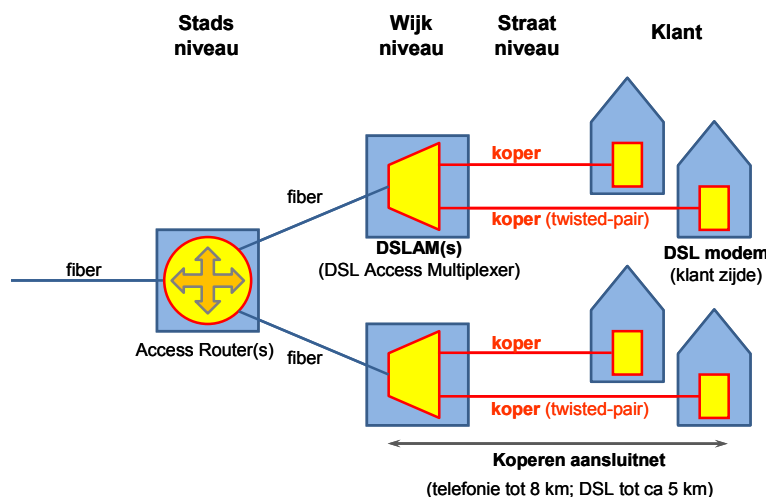 Stads
niveau
Wijk
niveau
Straat
niveau
Klant
koper
fiber
koper (twisted-pair)
DSLAM(s)
(DSL Access Multiplexer)
DSL modem
(klant zijde)
fiber
Access Router(s)
fiber
koper
koper (twisted-pair)
Koperen aansluitnet
(telefonie tot 8 km; DSL tot ca 5 km)